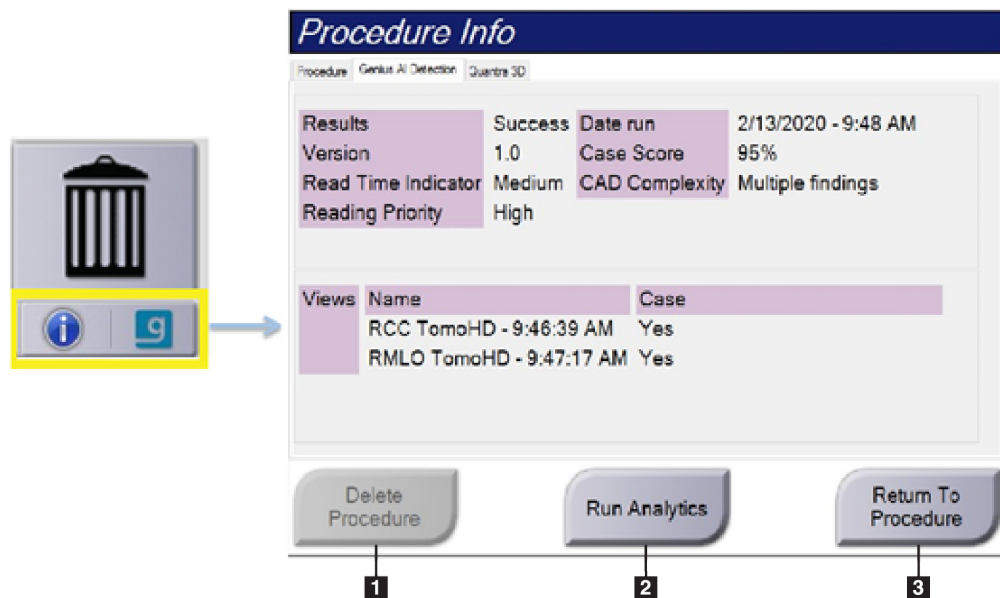 Procedure Info
Procedure Genius AI Detection Quantra 3D
Results Success Date run 2/13/2020 - 9:48 AM
Version 1.0 Case Score 95%
Read Time Indicator Medium CAD Complexity Multiple findings
Reading Priority High
i g
Views Name Case
RCC TomoHD - 9:46:39 AM Yes
RMLO TomoHD - 9:47:17 AM Yes
Delete
Procedure
Run Analytics
Return To
Procedure
1 2 3